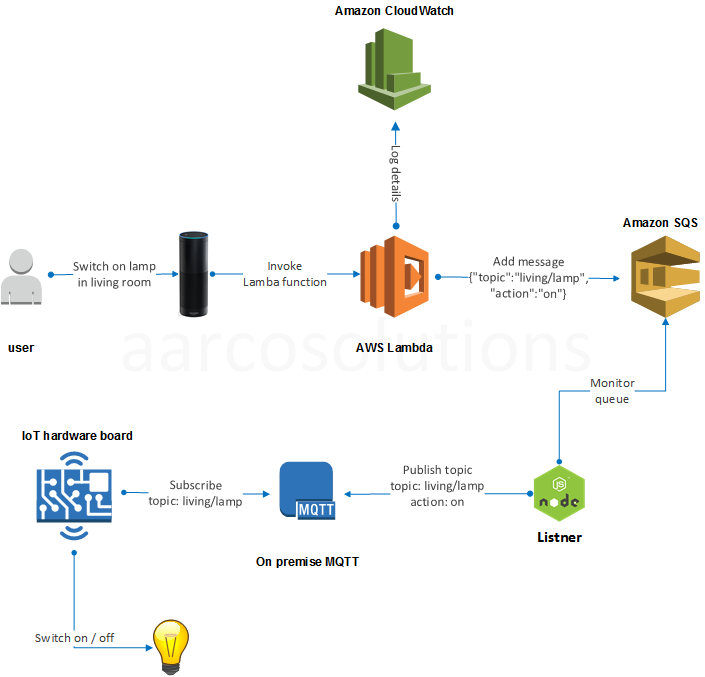 Amazon CloudWatch
Log details
Amazon SQS
Switch on lamp
in living room
Invoke
Lamba function
Add message
{"topic":"living/lamp",
"action":"on"}
user
AWS Lambda
aarcosolutions
Monitor
queue
IoT hardware board
Subscribe
topic: living/lamp
MQTT
Publish topic
topic: living/lamp
action: on
JS
node
Listner
On premise MQTT
Switch on / off